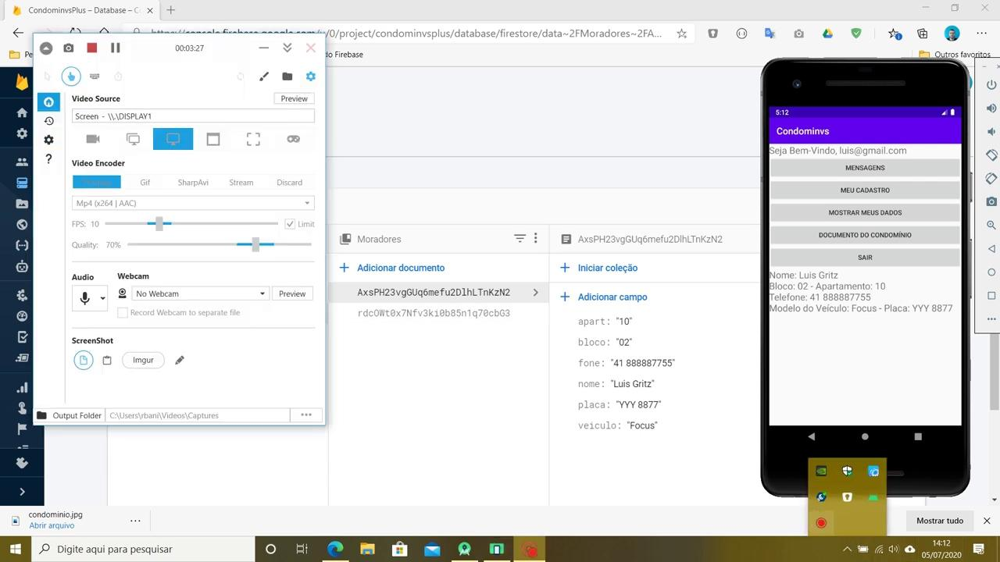 CondominvsPlus – Database – Co
https://console.firebase.google.com/u/0/project/condominvsplus/database/firestore/data~2FMoradores~2FA...
Pe
do Firebase
Outros favoritos
00:03:27
Video Source
Preview
Screen - \\.\DISPLAY1
Video Encoder
Gif
SharpAvi
Stream
Discard
Mp4 (x264 | AAC)
FPS: 10
Limit
Quality: 70%
Audio
Webcam
No Webcam
Preview
Record Webcam to separate file
ScreenShot
Imgur
Output Folder
C:\Users\rbani\Videos\Captures
Moradores
Adicionar documento
AxsPH23vgGUq6mefu2DlhLTnKzN2
rdcOWt0x7Nfv3ki0b85n1q70cbG3
AxsPH23vgGUq6mefu2DlhLTnKzN2
Iniciar coleção
Adicionar campo
apart: "10"
bloco: "02"
fone: "41 888887755"
nome: "Luis Gritz"
placa: "YYY 8877"
veiculo: "Focus"
5:12
Condominvs
Seja Bem-Vindo, luis@gmail.com
MENSAGENS
MEU CADASTRO
MOSTRAR MEUS DADOS
DOCUMENTO DO CONDOMÍNIO
SAIR
Nome: Luis Gritz
Bloco: 02 - Apartamento: 10
Telefone: 41 888887755
Modelo do Veículo: Focus - Placa: YYY 8877
condominio.jpg
Abrir arquivo
Mostrar tudo
Digite aqui para pesquisar
14:12
05/07/2020